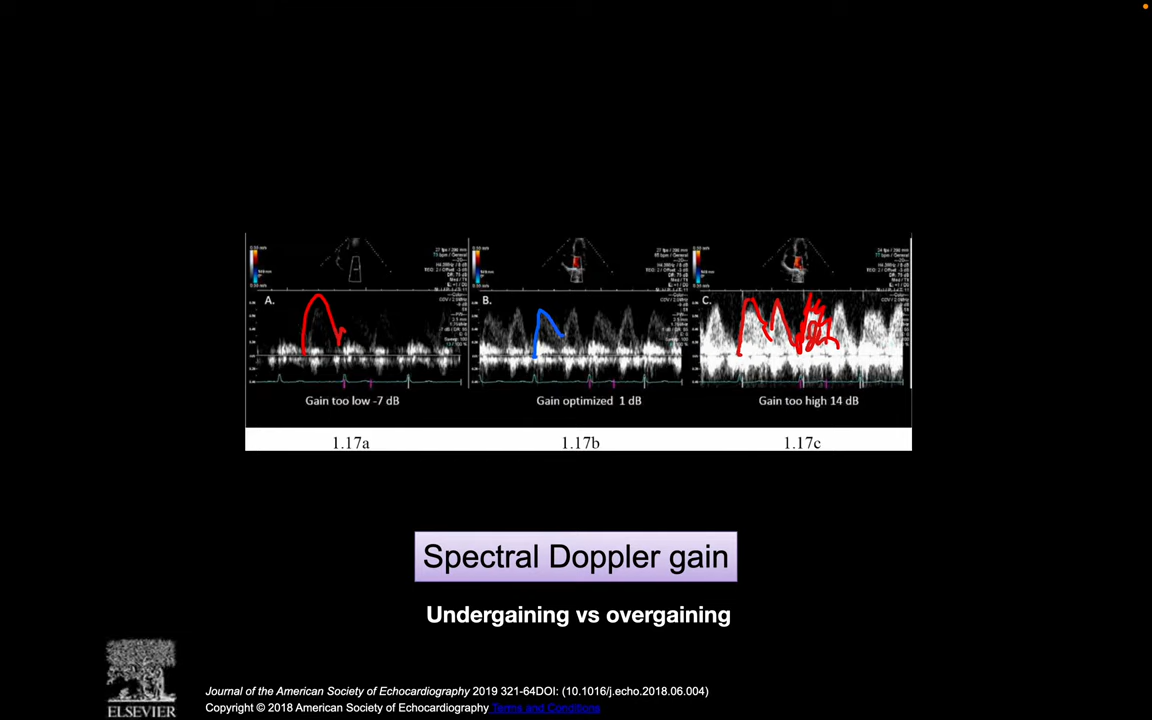 A.
B.
C.
Gain too low -7 dB
Gain optimized 1 dB
Gain too high 14 dB
1.17a
1.17b
1.17c
Spectral Doppler gain
Undergaining vs overgaining
ELSEVIER
Journal of the American Society of Echocardiography 2019 321-64DOI: (10.1016/j.echo.2018.06.004)
Copyright © 2018 American Society of Echocardiography Terms and Conditions